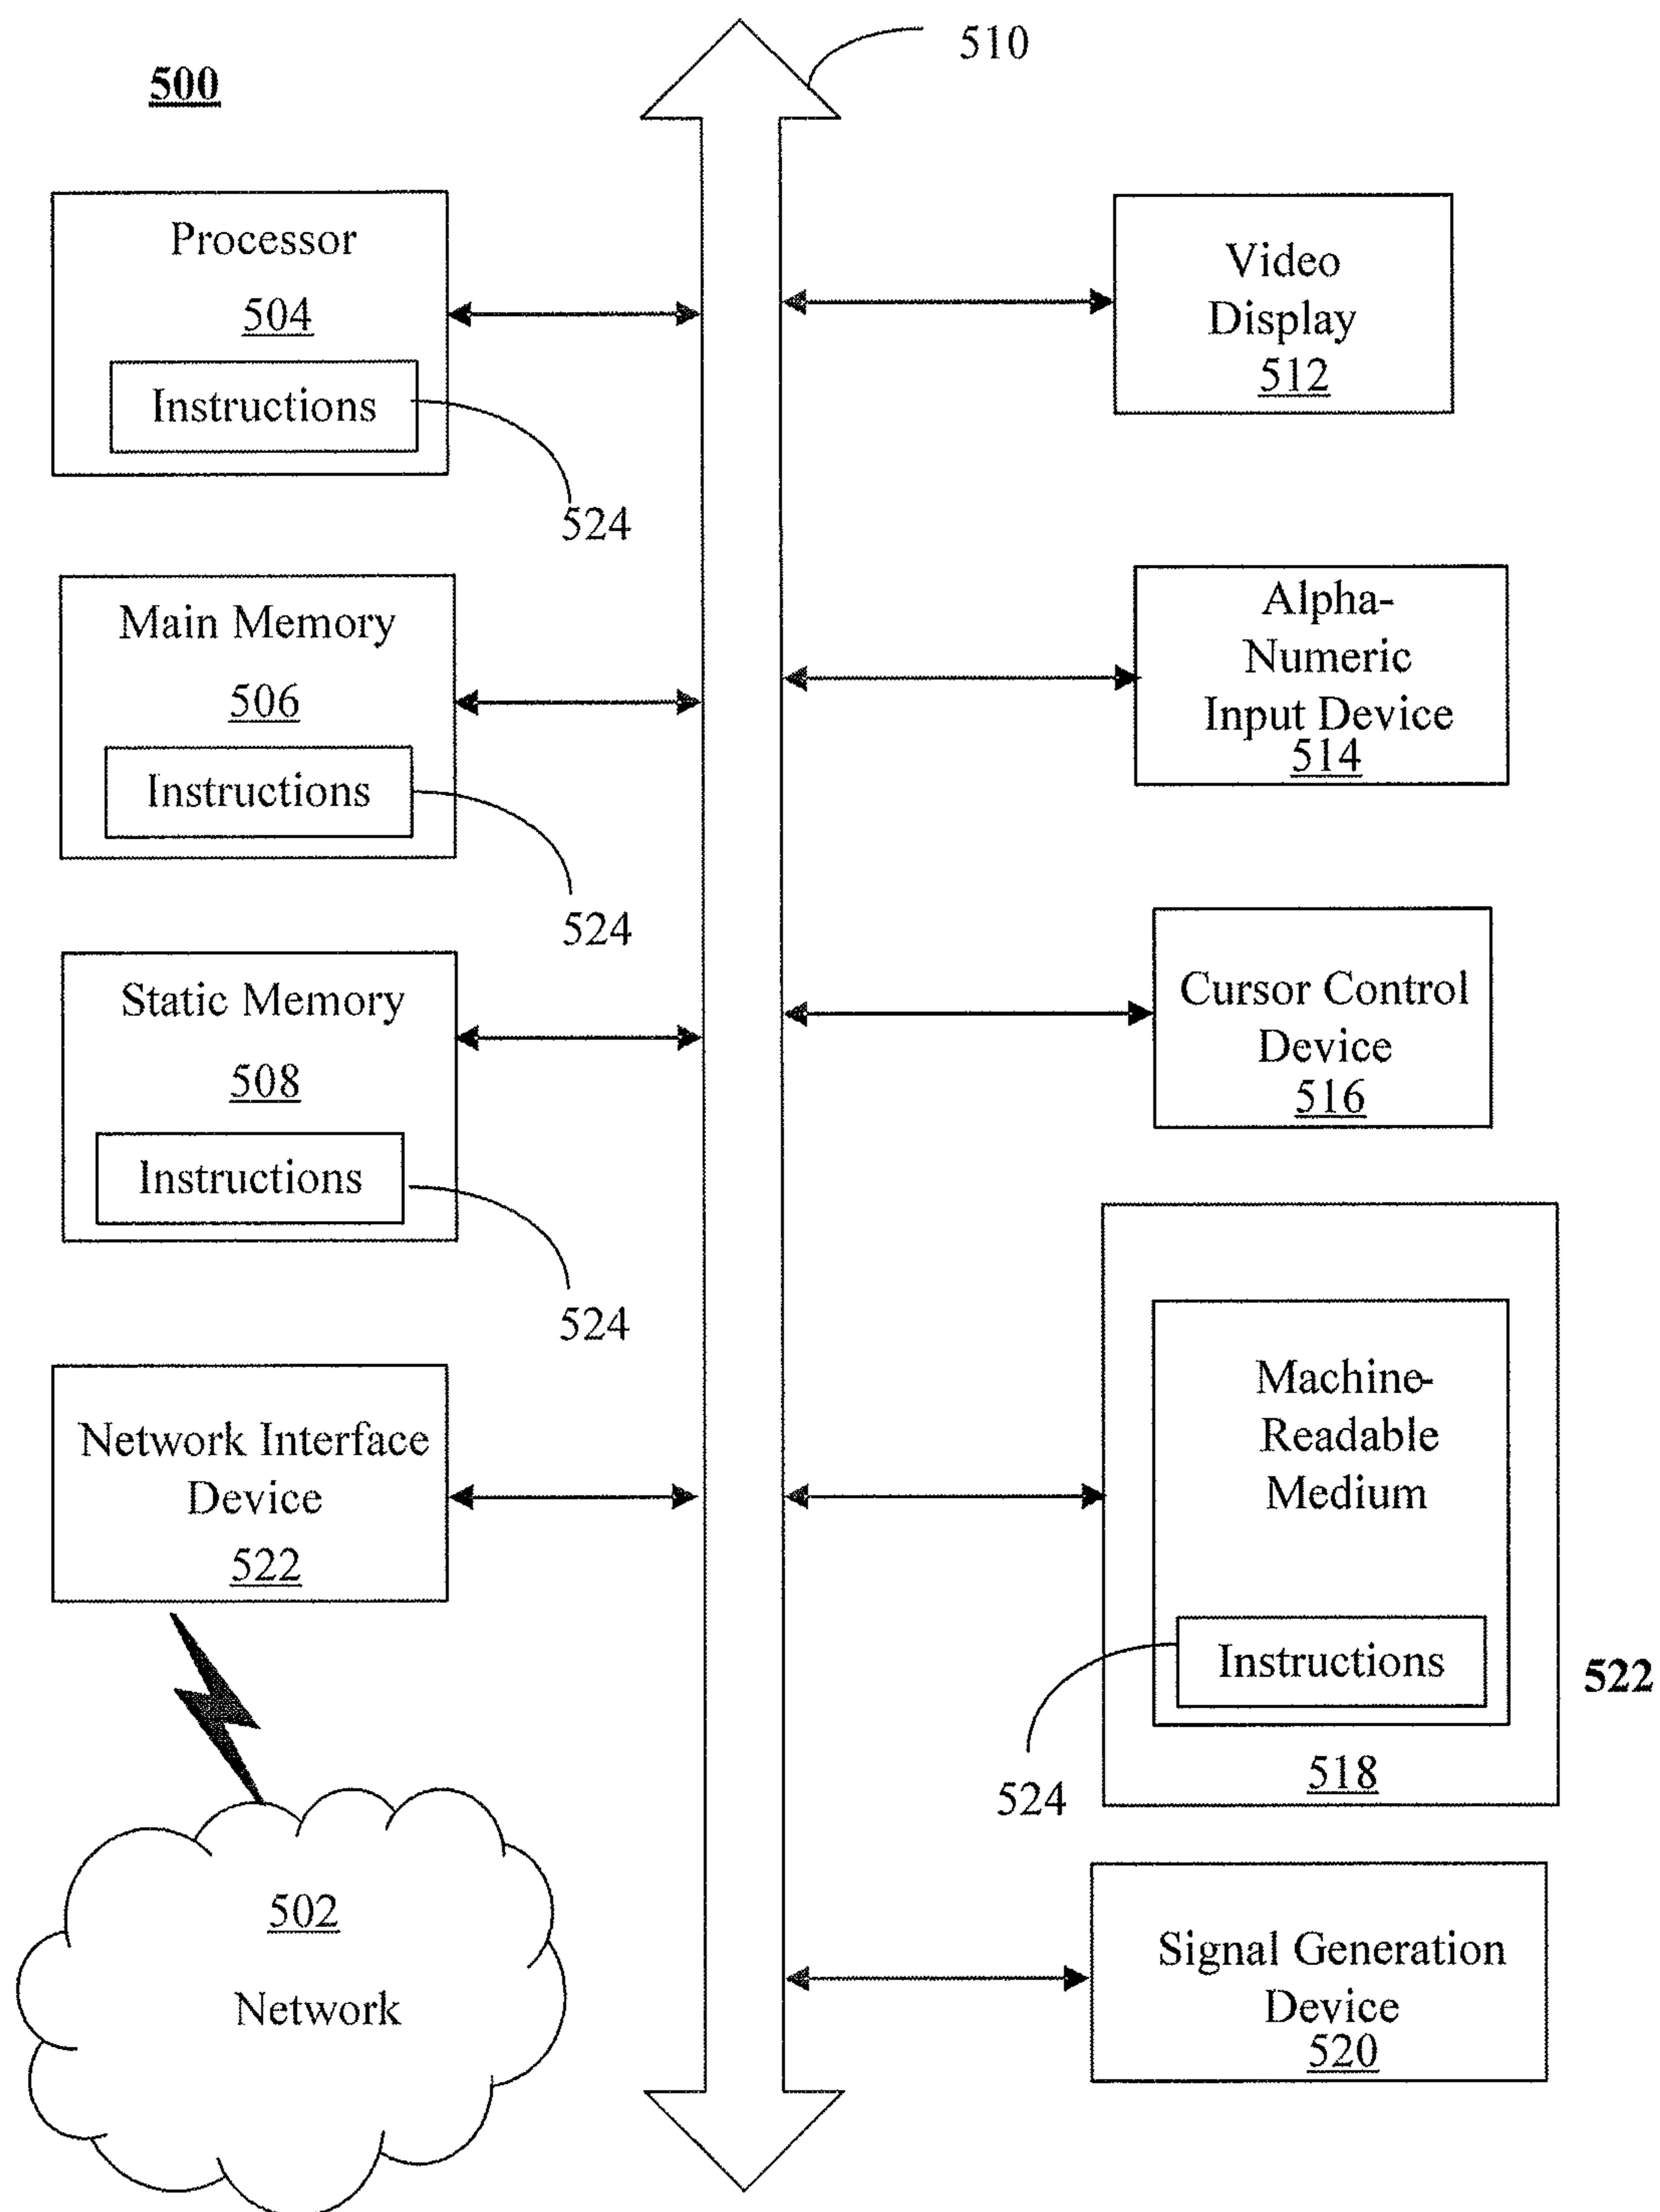 500
510
Processor
504
Instructions
524
Main Memory
506
Instructions
524
Static Memory
508
Instructions
524
Network Interface
Device
522
502
Network
Video
Display
512
Alpha-
Numeric
Input Device
514
Cursor Control
Device
516
Machine-
Readable
Medium
Instructions
522
524
518
Signal Generation
Device
520